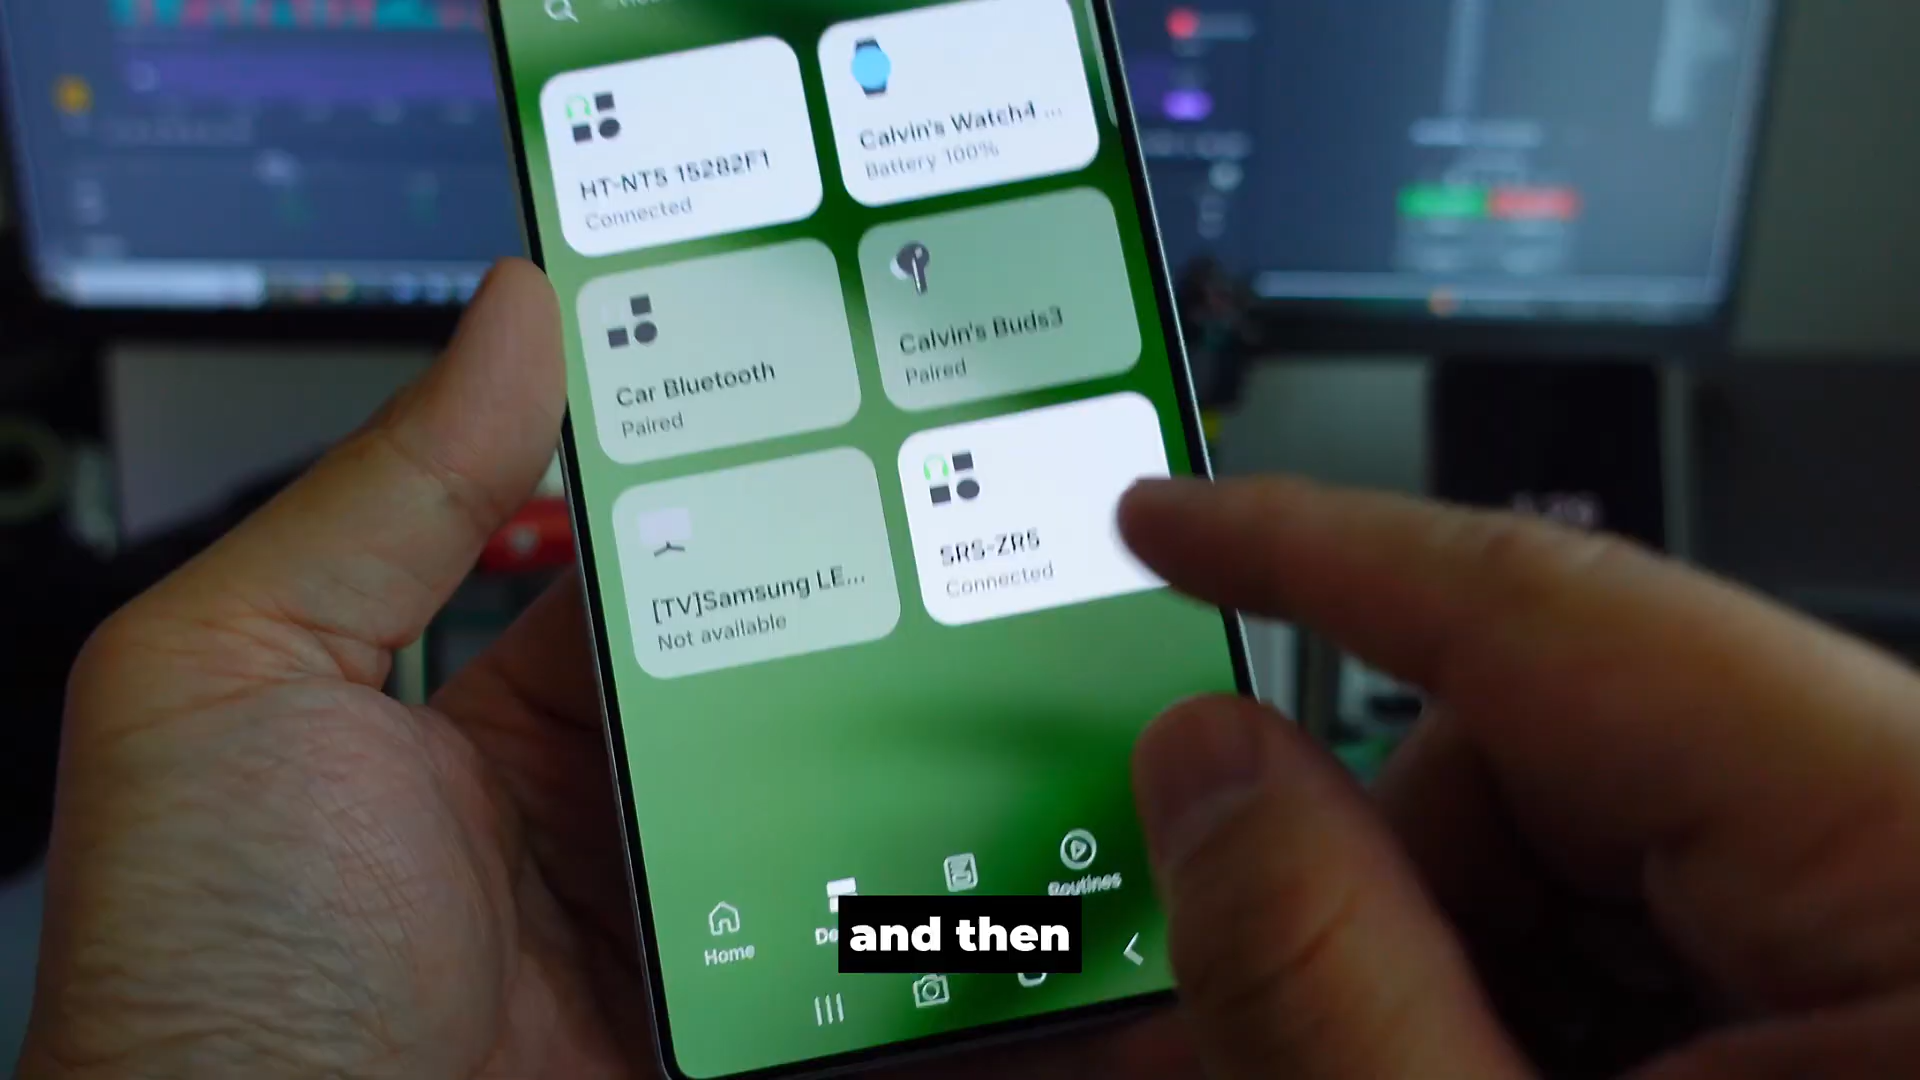 HT-NT5 15282F1
Connected
Calvin's Watch4 ...
Battery 100%
Car Bluetooth
Paired
Calvin's Buds3
Paired
[TV]Samsung LE...
Not available
SRS-ZR5
Connected
Routines
Home
De
and then